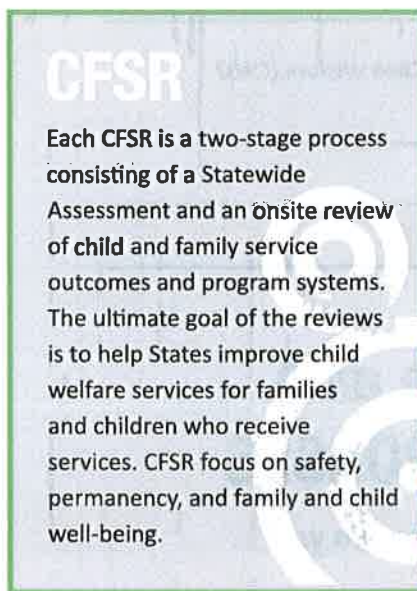 CFSR
Each CFSR is a two-stage process
consisting of a Statewide
Assessment and an onsite review
of child and family service
outcomes and program systems.
The ultimate goal of the reviews
is to help States improve child
welfare services for families
and children who receive
services. CFSR focus on safety,
permanency, and family and child
well-being.